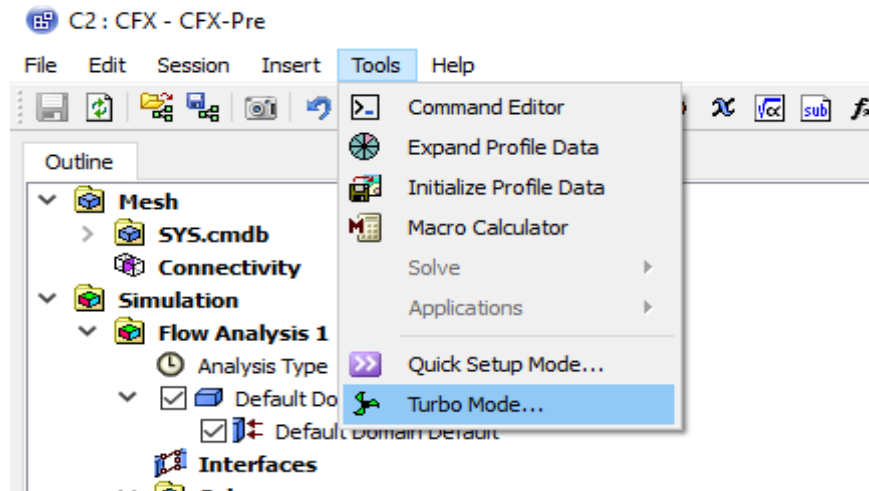 C2 : CFX - CFX-Pre
File Edit Session Insert Tools Help
Outline
Mesh
SYS.cmdb
Connectivity
Simulation
Flow Analysis 1
Analysis Type
Default Do
Default Domain Default
Interfaces
Command Editor
Expand Profile Data
Initialize Profile Data
Macro Calculator
Solve
Applications
Quick Setup Mode...
Turbo Mode...
sub